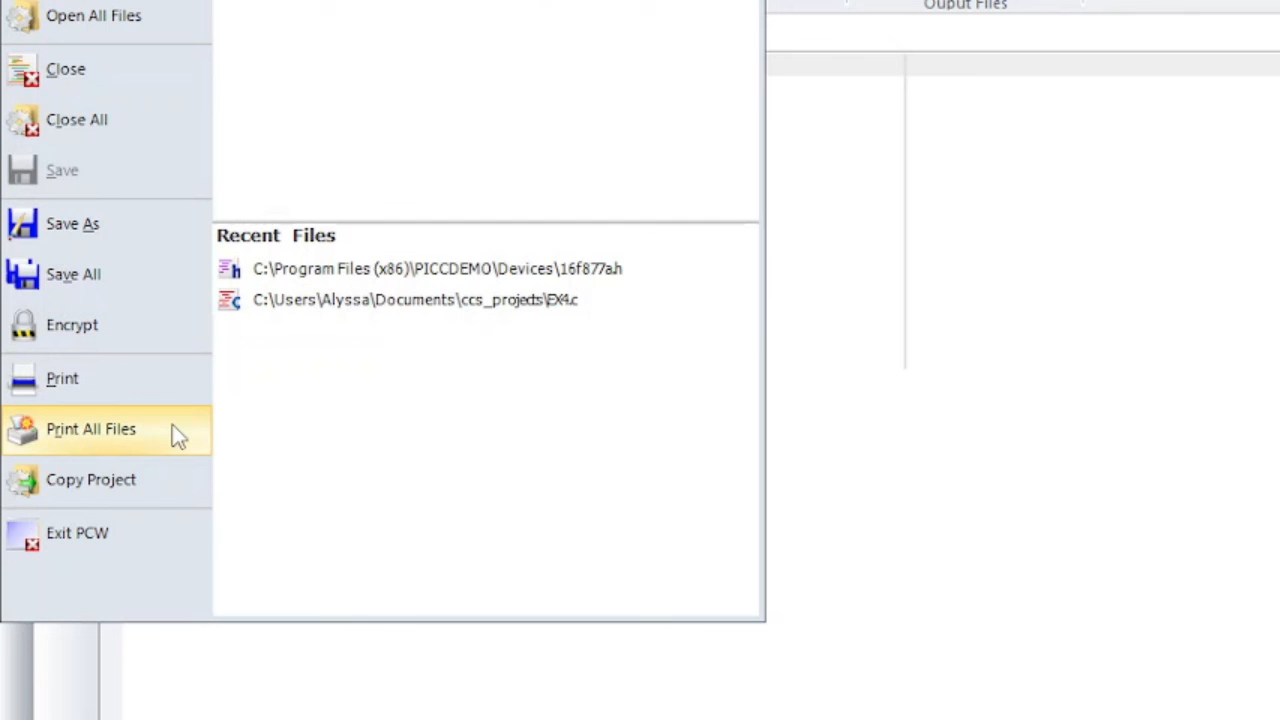 Open All Files
Ouput Files
Close
Close All
Save
Save As
Save All
Encrypt
Print
Print All Files
Copy Project
Exit PCW
Recent Files
C:\Program Files (x86)\PICCDEMO\Devices\16f877a.h
C:\Users\Alyssa\Documents\ccs_projects\EX4.c